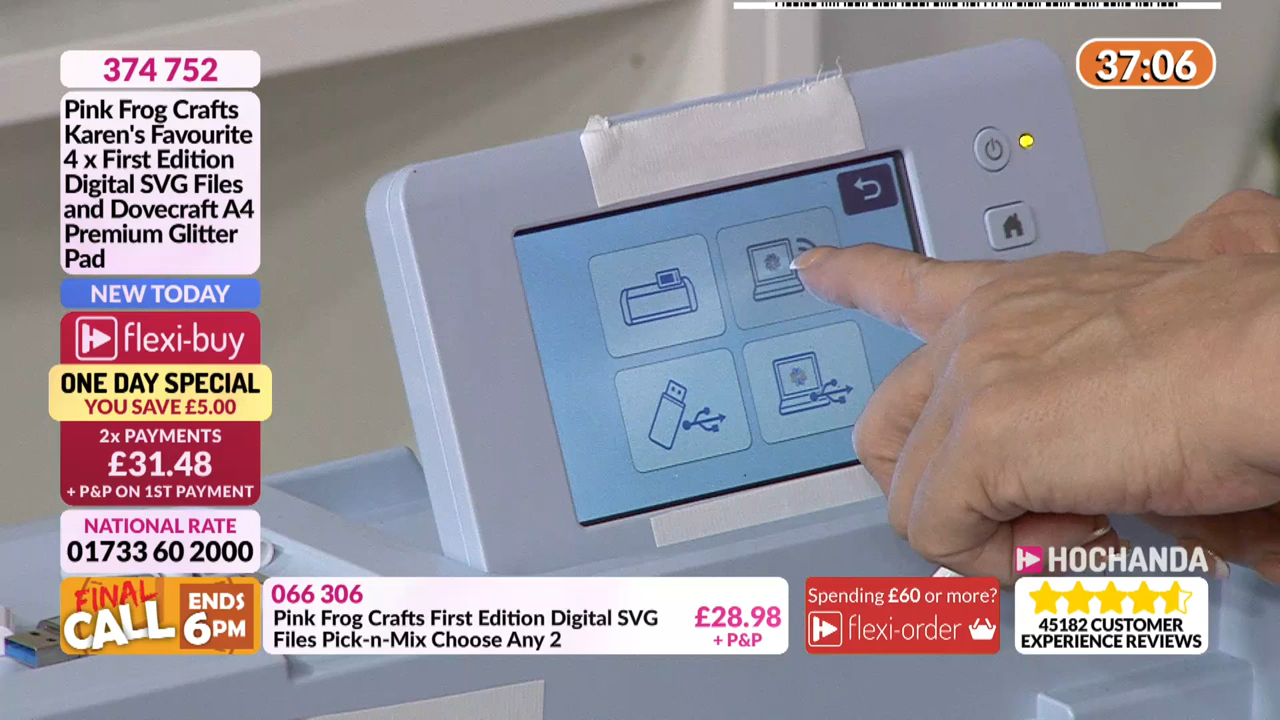 374 752
Pink Frog Crafts
Karen's Favourite
4 x First Edition
Digital SVG Files
and Dovecraft A4
Premium Glitter
Pad
NEW TODAY
flexi-buy
ONE DAY SPECIAL
YOU SAVE £5.00
2x PAYMENTS
£31.48
+ P&P ON 1ST PAYMENT
NATIONAL RATE
01733 60 2000
FINAL
CALL
ENDS
6PM
066 306
Pink Frog Crafts First Edition Digital SVG
Files Pick-n-Mix Choose Any 2
£28.98
+ P&P
Spending £60 or more?
flexi-order
HOCHANDA
45182 CUSTOMER
EXPERIENCE REVIEWS
37:06